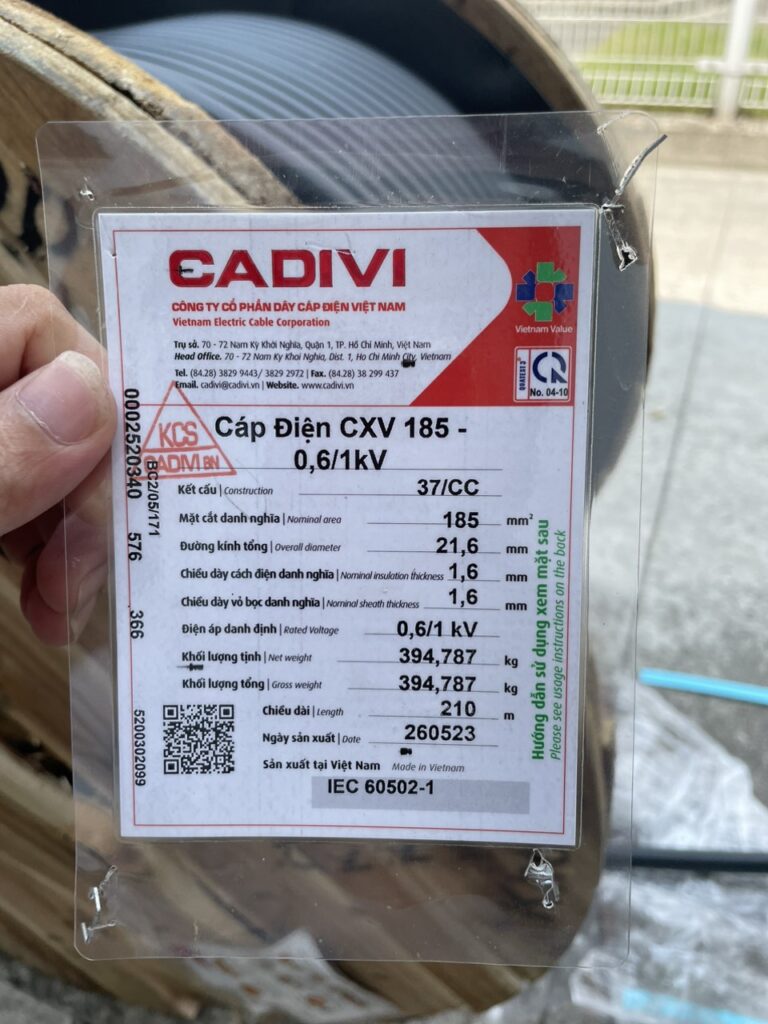 CADIVI
CÔNG TY CỔ PHẦN DÂY CÁP ĐIỆN VIỆT NAM
Vietnam Electric Cable Corporation
Vietnam Value
Trụ sở. 70 - 72 Nam Kỳ Khởi Nghĩa, Quận 1, TP. Hồ Chí Minh, Việt Nam
Head Office. 70 - 72 Nam Ky Khoi Nghia, Dist. 1, Ho Chi Minh City, Vietnam
Tel. (84.28) 3829 9443/ 3829 2972 | Fax. (84.28) 38 299 437
Email. cadivi@cadivi.vn | Website. www.cadivi.vn
QUATEST 3
No. 04-10
KCS
CADIVI BN
Cáp Điện CXV 185 -
0,6/1kV
Kết cấu | Construction 37/CC
Mặt cắt danh nghĩa | Nominal area 185 mm²
Đường kính tổng | Overall diameter 21,6 mm
Chiều dày cách điện danh nghĩa | Nominal insulation thickness 1,6 mm
Chiều dày vỏ bọc danh nghĩa | Nominal sheath thickness 1,6 mm
Điện áp danh định | Rated Voltage 0,6/1 kV
Khối lượng tịnh | Net weight 394,787 kg
Khối lượng tổng | Gross weight 394,787 kg
Chiều dài | Length 210 m
Ngày sản xuất | Date 260523
Sản xuất tại Việt Nam Made in Vietnam
IEC 60502-1
0002520340 576 366 5200302099
BC2/05/171
Hướng dẫn sử dụng xem mặt sau
Please see usage instructions on the back